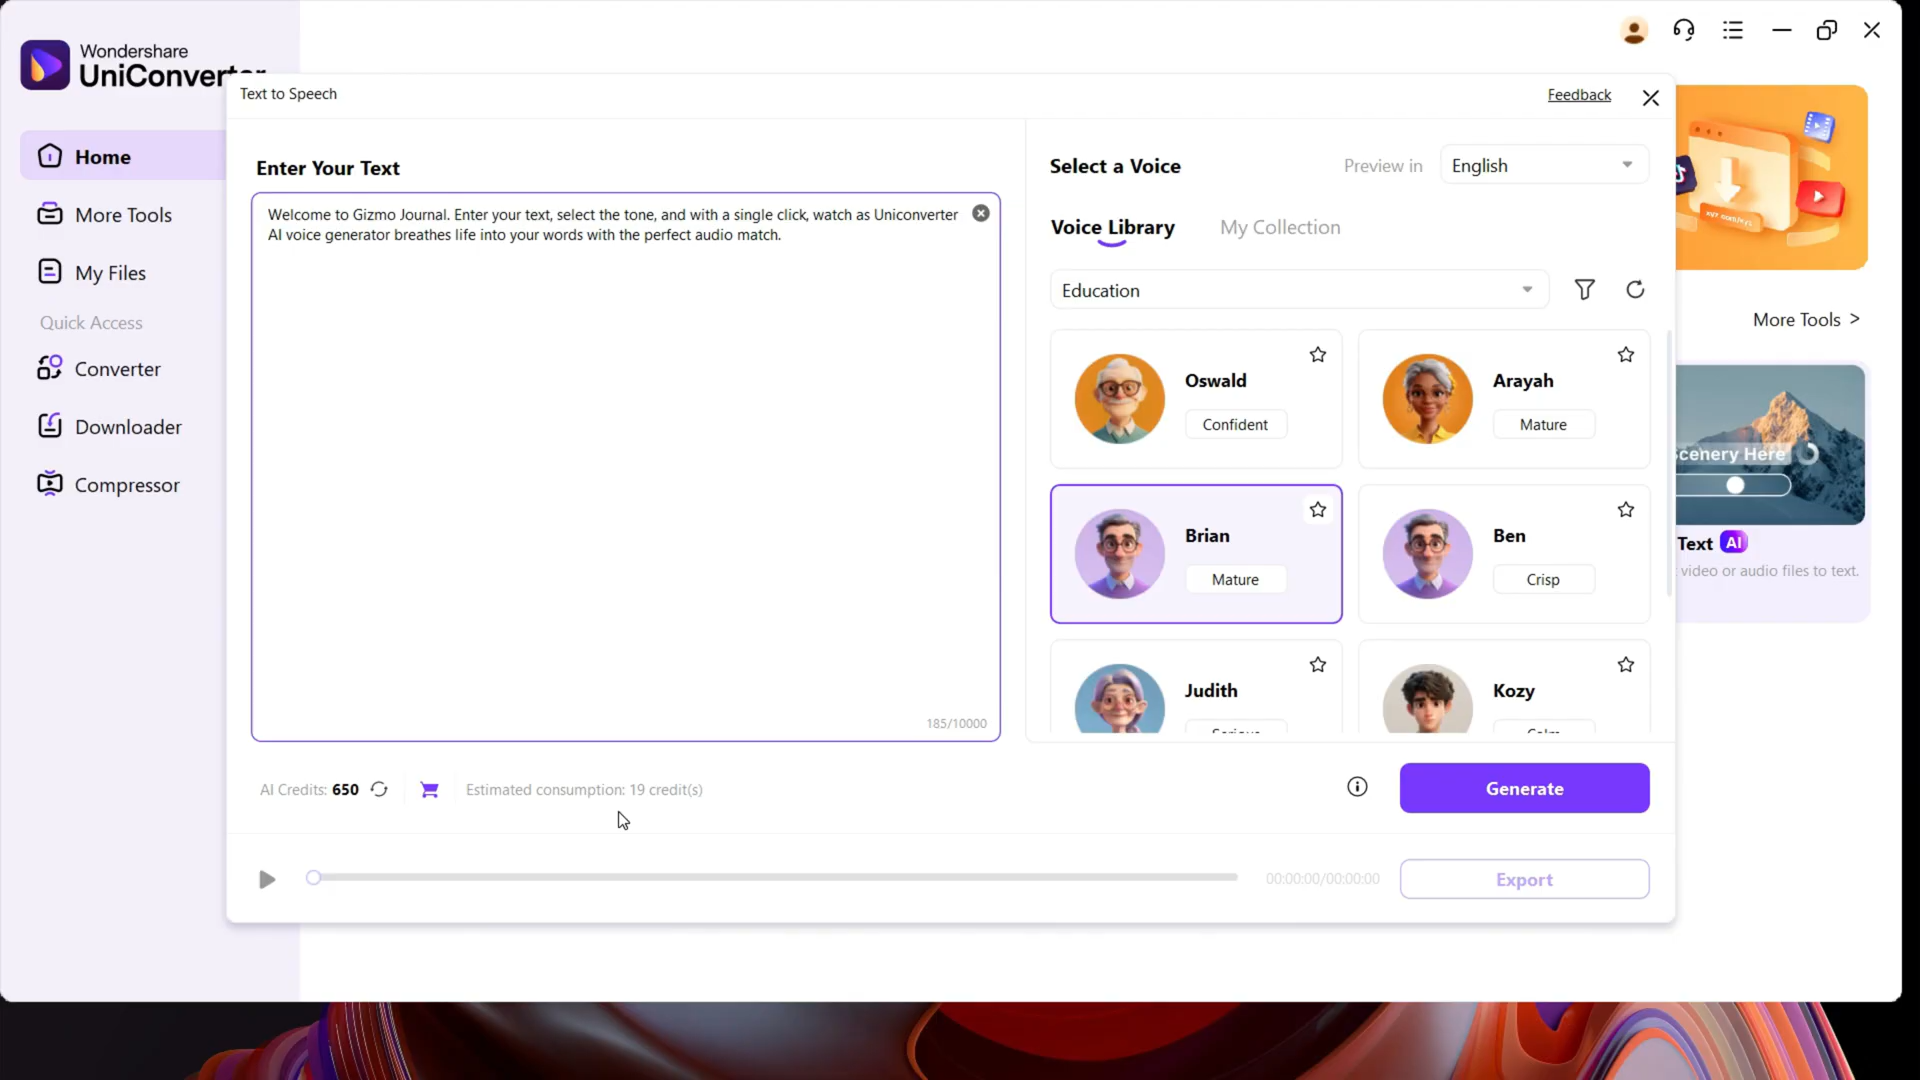 Wondershare
UniConverter
Home
More Tools
My Files
Quick Access
Converter
Downloader
Compressor
Text to Speech
Feedback
Enter Your Text
Welcome to Gizmo Journal. Enter your text, select the tone, and with a single click, watch as Uniconverter
AI voice generator breathes life into your words with the perfect audio match.
185/10000
Select a Voice
Preview in
English
Voice Library
My Collection
Education
Oswald
Confident
Arayah
Mature
Brian
Mature
Ben
Crisp
Judith
Serious
Kozy
Calm
AI Credits: 650
Estimated consumption: 19 credit(s)
Generate
00:00:00/00:00:00
Export
More Tools >
Scenery Here
Text AI
video or audio files to text.